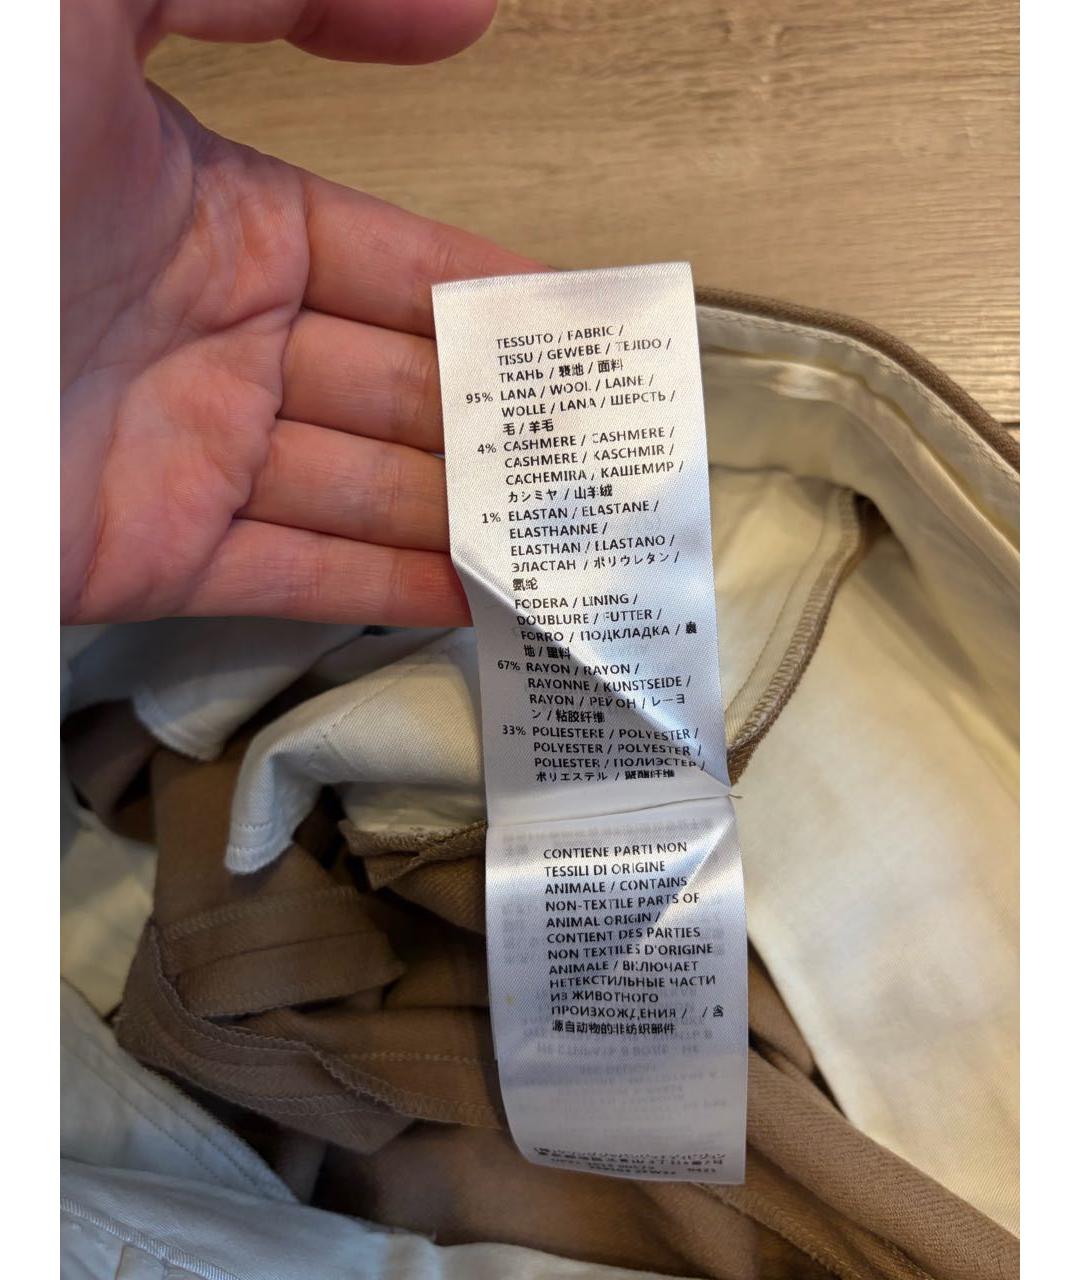 TESSUTO / FABRIC /
TISSU / GEWEBE / TEJIDO /
ТКАНЬ / 表地 / 面料
95% LANA / WOOL / LAINE /
WOLLE / LANA / ШЕРСТЬ /
毛 / 羊毛
4% CASHMERE / CASHMERE /
CASHMERE / KASCHMIR /
CACHEMIRA / КАШЕМИР /
カシミヤ / 山羊绒
1% ELASTAN / ELASTANE /
ELASTHANNE /
ELASTHAN / ELASTANO /
ЭЛАСТАН / ポリウレタン /
氨纶
FODERA / LINING /
DOUBLURE / FUTTER /
FORRO / ПОДКЛАДКА / 裏
地 / 里料
67% RAYON / RAYON /
RAYONNE / KUNSTSEIDE /
RAYON / РЕЙОН / レーヨ
ン / 粘胶纤维
33% POLIESTERE / POLYESTER /
POLYESTER / POLYESTER /
POLIESTER / ПОЛИЭСТЕР /
ポリエステル / 聚酯纤维
CONTIENE PARTI NON
TESSILI DI ORIGINE
ANIMALE / CONTAINS
NON-TEXTILE PARTS OF
ANIMAL ORIGIN /
CONTIENT DES PARTIES
NON TEXTILES D'ORIGINE
ANIMALE / ВКЛЮЧАЕТ
НЕТЕКСТИЛЬНЫЕ ЧАСТИ
ИЗ ЖИВОТНОГО
ПРОИЗХОЖДЕНИЯ / / 含
源自动物的非纺织部件